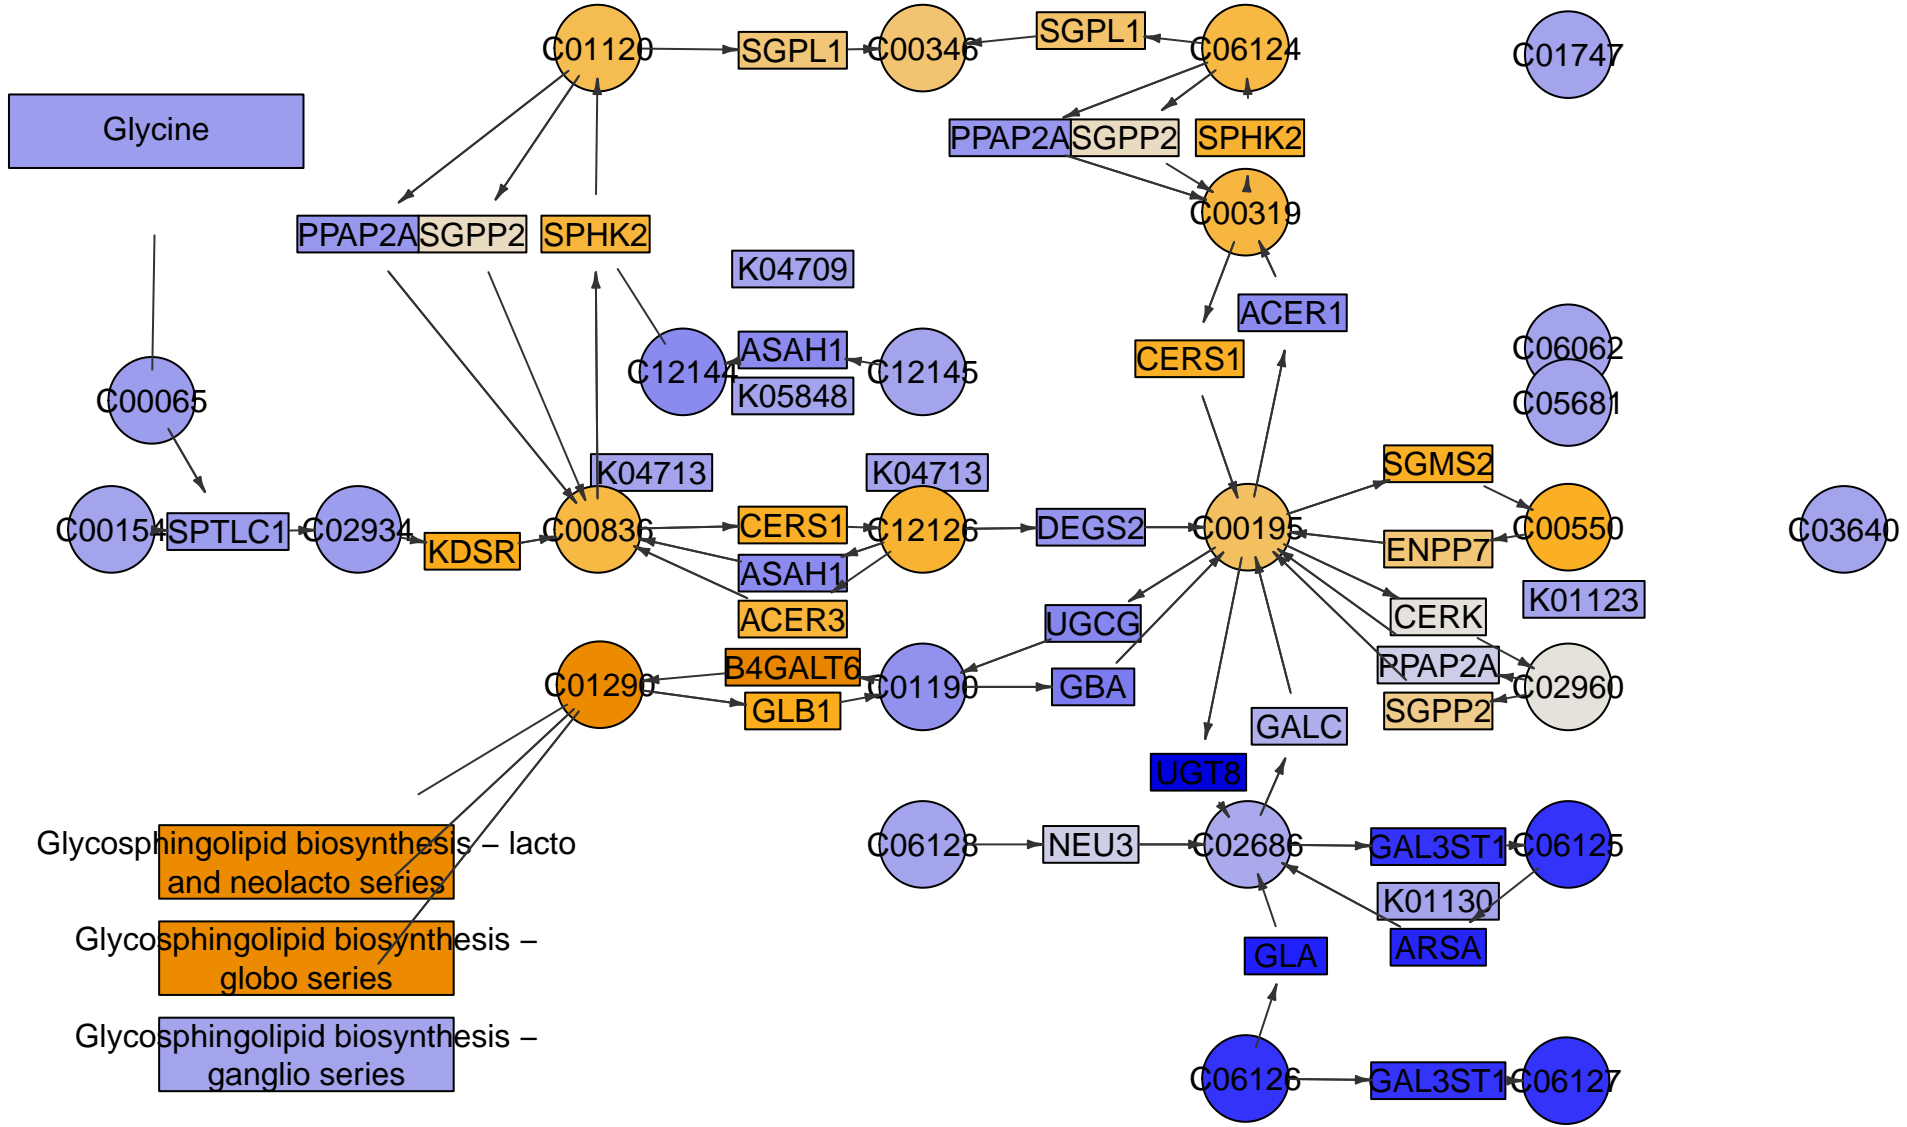 C01120
SGPL1
C00346
SGPL1
C06124
C01747
Glycine
PPAP2A
SGPP2
SPHK2
C00319
PPAP2A
SGPP2
SPHK2
K04709
ACER1
C12144
ASAH1
C12145
CERS1
C06062
K05848
C05681
C00065
K04713
K04713
SGMS2
C00154
SPTLC1
C02934
KDSR
C00836
CERS1
C12126
DEGS2
C00195
C00550
C03640
ENPP7
ASAH1
K01123
ACER3
UGCG
CERK
B4GALT6
PPAP2A
C01290
C01190
GBA
C02960
GLB1
SGPP2
GALC
UGT8
Glycosphingolipid biosynthesis – lacto
and neolacto series
C06128
NEU3
C02686
GAL3ST1
C06125
K01130
Glycosphingolipid biosynthesis –
globo series
GLA
ARSA
Glycosphingolipid biosynthesis –
ganglio series
C06126
GAL3ST1
C06127